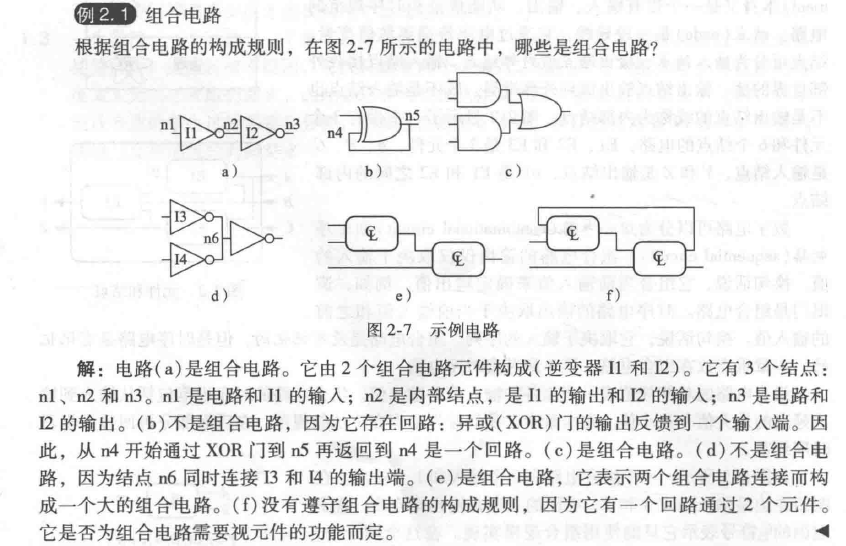 例 2.1 组合电路
根据组合电路的构成规则，在图 2-7 所示的电路中，哪些是组合电路？
n1 I1 n2 I2 n3
n4 n5
a) b) c)
I3
n6
I4
CL CL CL CL
d) e) f)
图 2-7 示例电路
解：电路(a)是组合电路。它由 2 个组合电路元件构成(逆变器 I1 和 I2)。它有 3 个结点：
n1、n2 和 n3。n1 是电路和 I1 的输入；n2 是内部结点，是 I1 的输出和 I2 的输入；n3 是电路和
I2 的输出。(b)不是组合电路，因为它存在回路：异或(XOR)门的输出反馈到一个输入端。因
此，从 n4 开始通过 XOR 门到 n5 再返回到 n4 是一个回路。(c)是组合电路。(d)不是组合电
路，因为结点 n6 同时连接 I3 和 I4 的输出端。(e)是组合电路，它表示两个组合电路连接而构
成一个大的组合电路。(f)没有遵守组合电路的构成规则，因为它有一个回路通过 2 个元件。
它是否为组合电路需要视元件的功能而定。